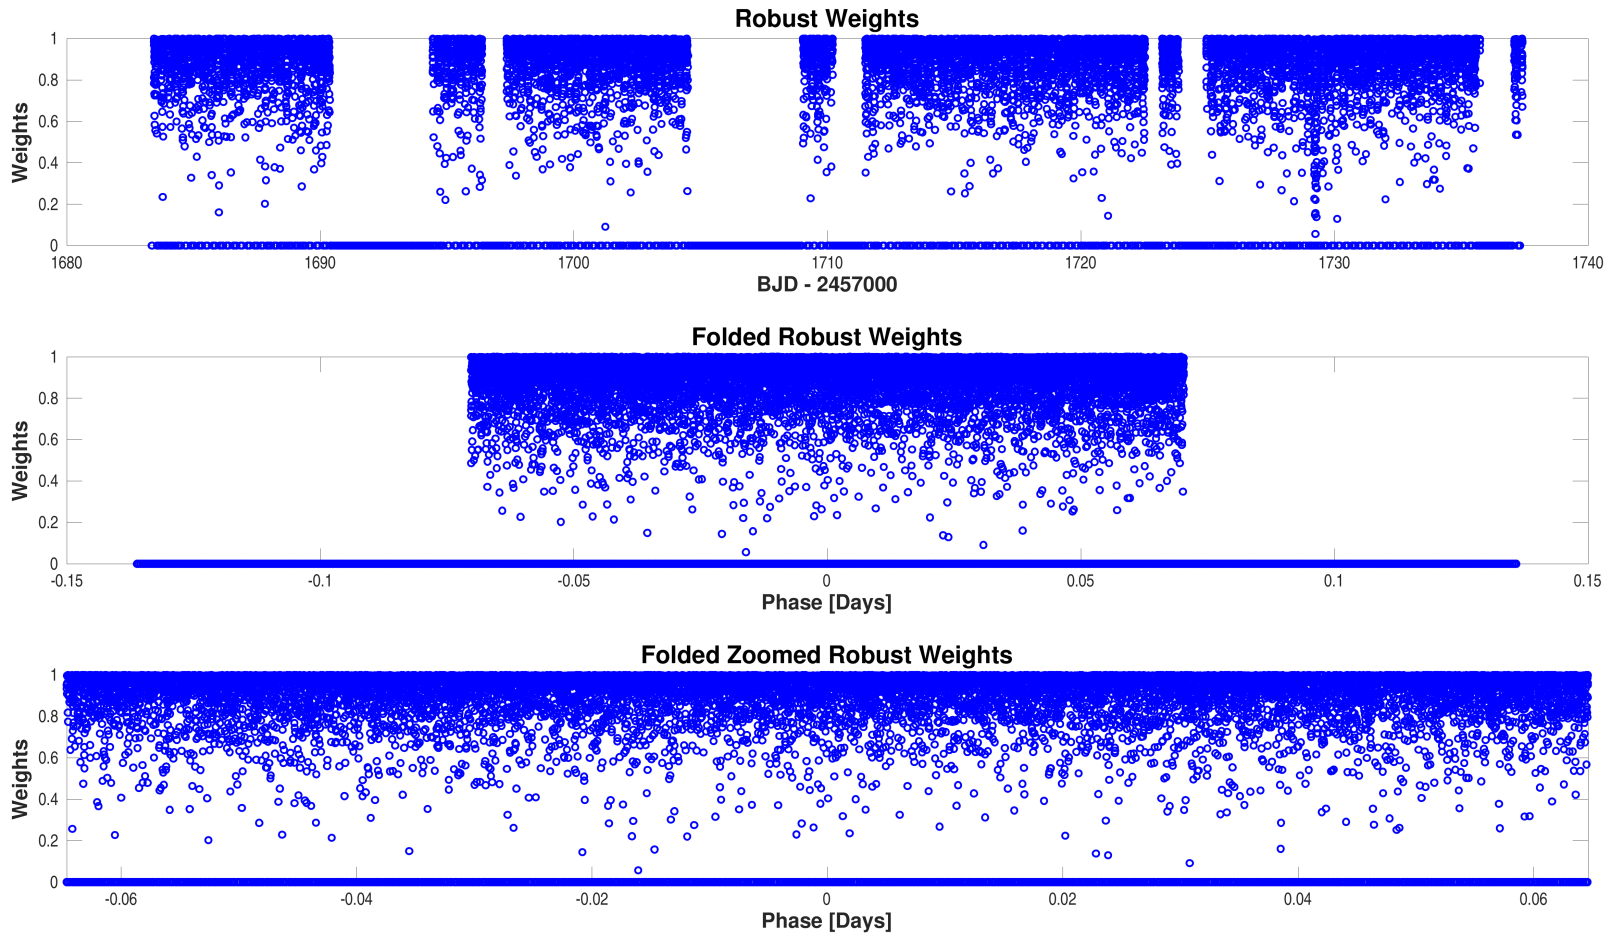 Robust Weights
1
0.8
0.6
0.4
0.2
0
Weights
1680 1690 1700 1710 1720 1730 1740
BJD - 2457000
Folded Robust Weights
1
0.8
0.6
0.4
0.2
0
Weights
-0.15 -0.1 -0.05 0 0.05 0.1 0.15
Phase [Days]
Folded Zoomed Robust Weights
1
0.8
0.6
0.4
0.2
0
Weights
-0.06 -0.04 -0.02 0 0.02 0.04 0.06
Phase [Days]